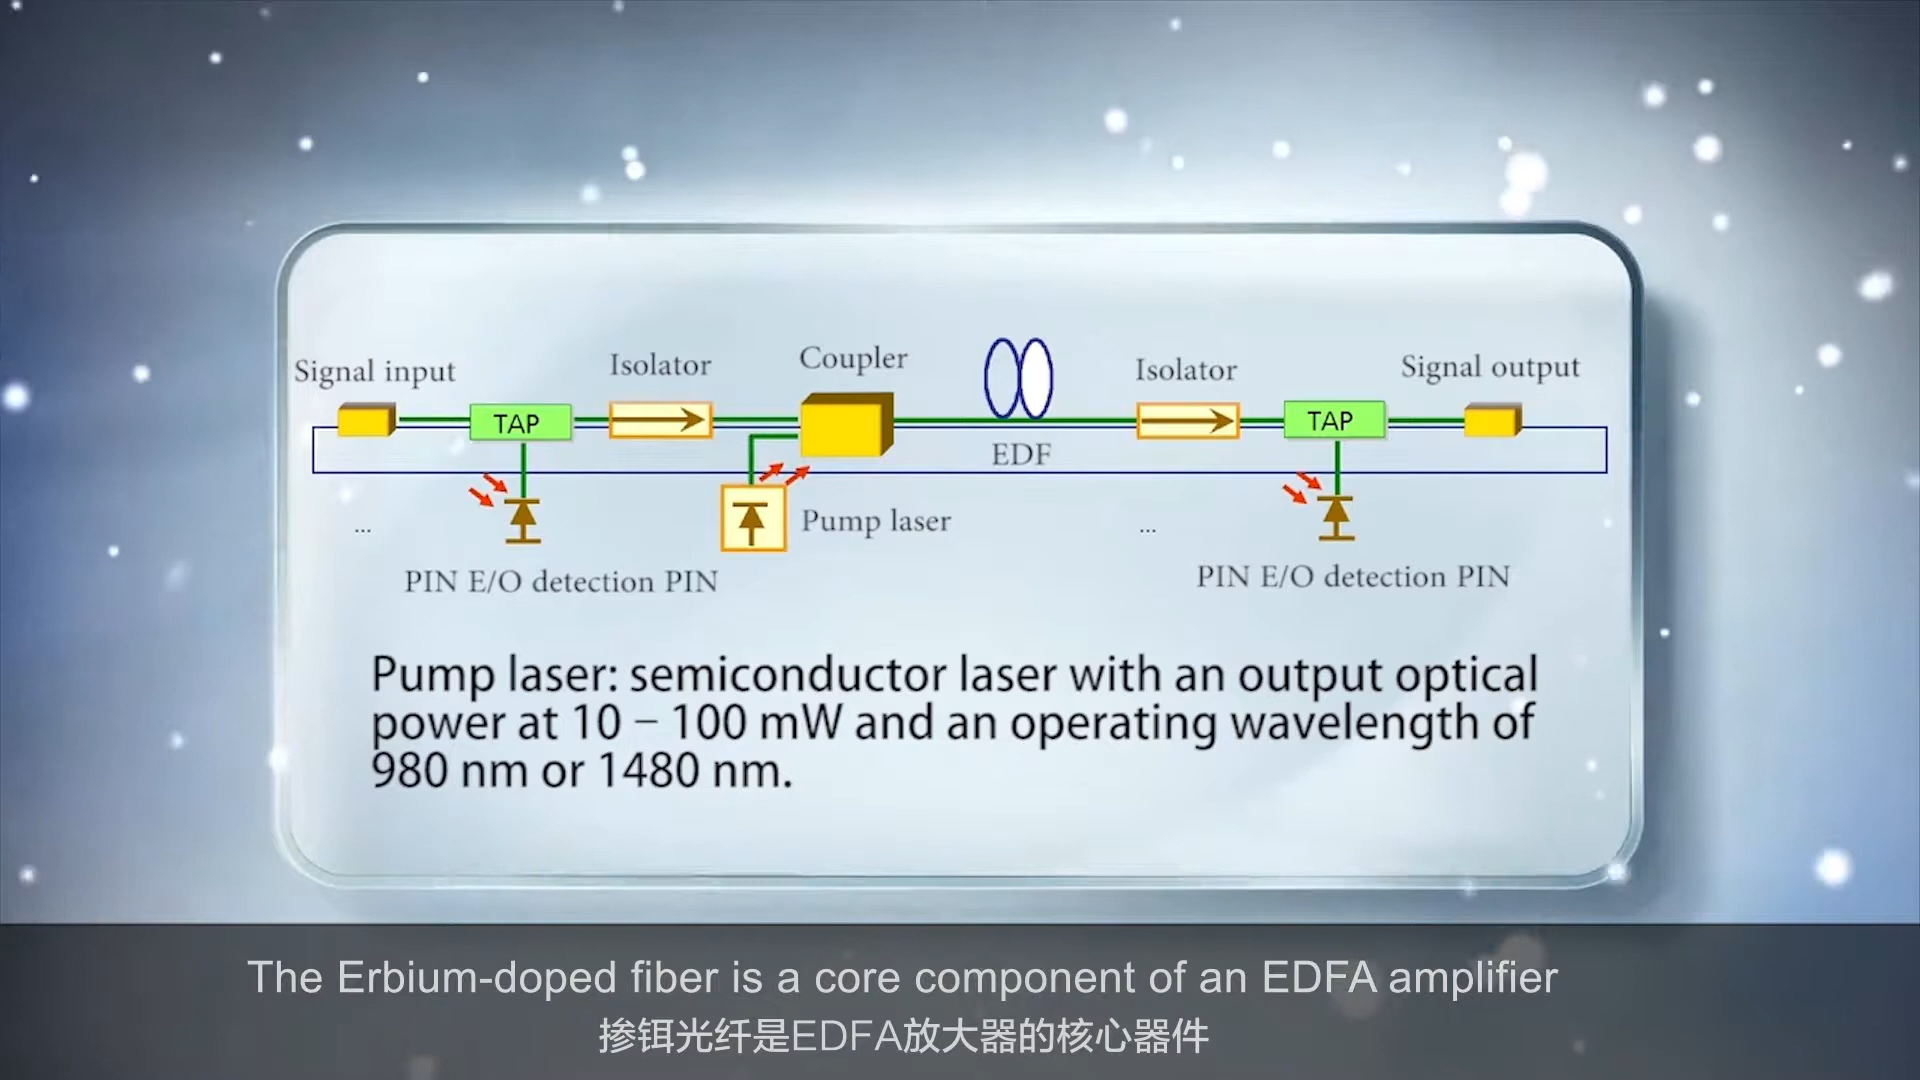 Signal input
Isolator
Coupler
Isolator
Signal output
TAP
TAP
EDF
...
Pump laser
...
PIN E/O detection PIN
PIN E/O detection PIN
Pump laser: semiconductor laser with an output optical
power at 10 – 100 mW and an operating wavelength of
980 nm or 1480 nm.
The Erbium-doped fiber is a core component of an EDFA amplifier
掺铒光纤是EDFA放大器的核心器件